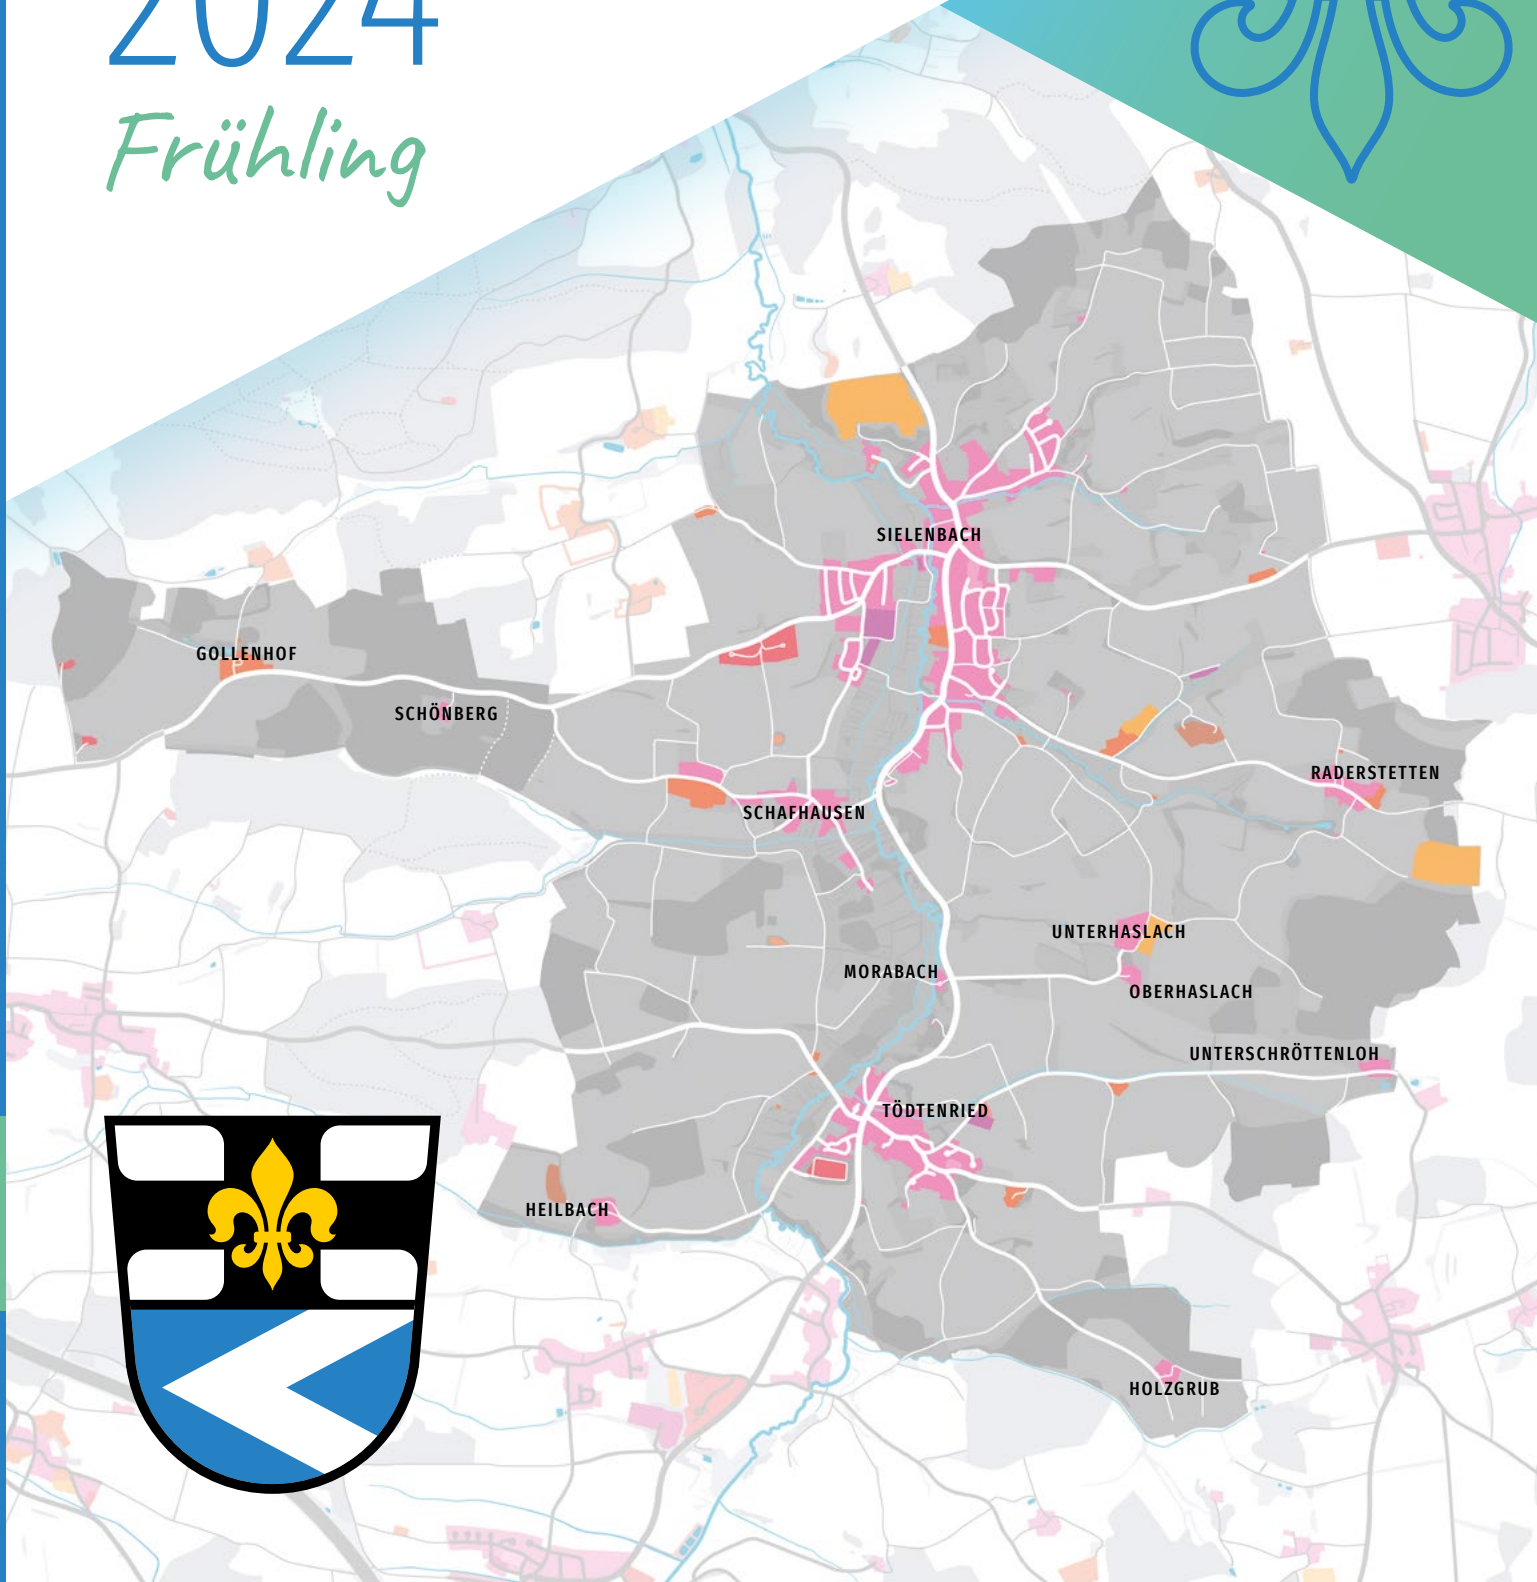 2024
Frühling
SIELENBACH
GOLLENHOF
SCHÖNBERG
RADERSTETTEN
SCHAFHAUSEN
UNTERHASLACH
MORABACH
OBERHASLACH
UNTERSCHRÖTTENLOH
TÖDTENRIED
HEILBACH
HOLZGRUB